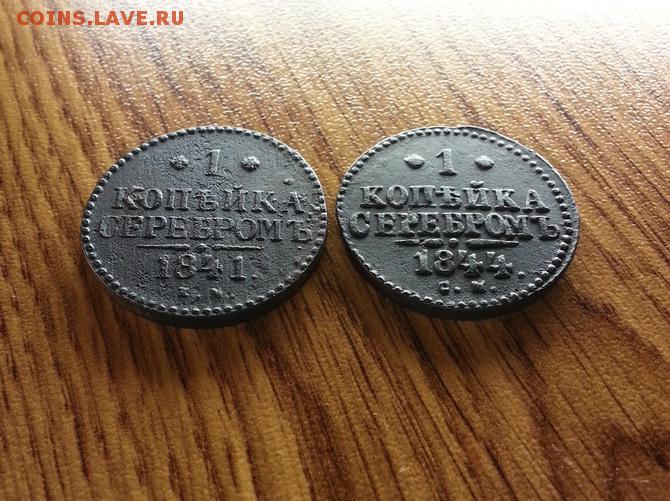 COINS.LAVE.RU
1
КОПѢЙКА
СЕРЕБРОМЪ
1841.
1
КОПѢЙКА
СЕРЕБРОМЪ
1844.
С. М.